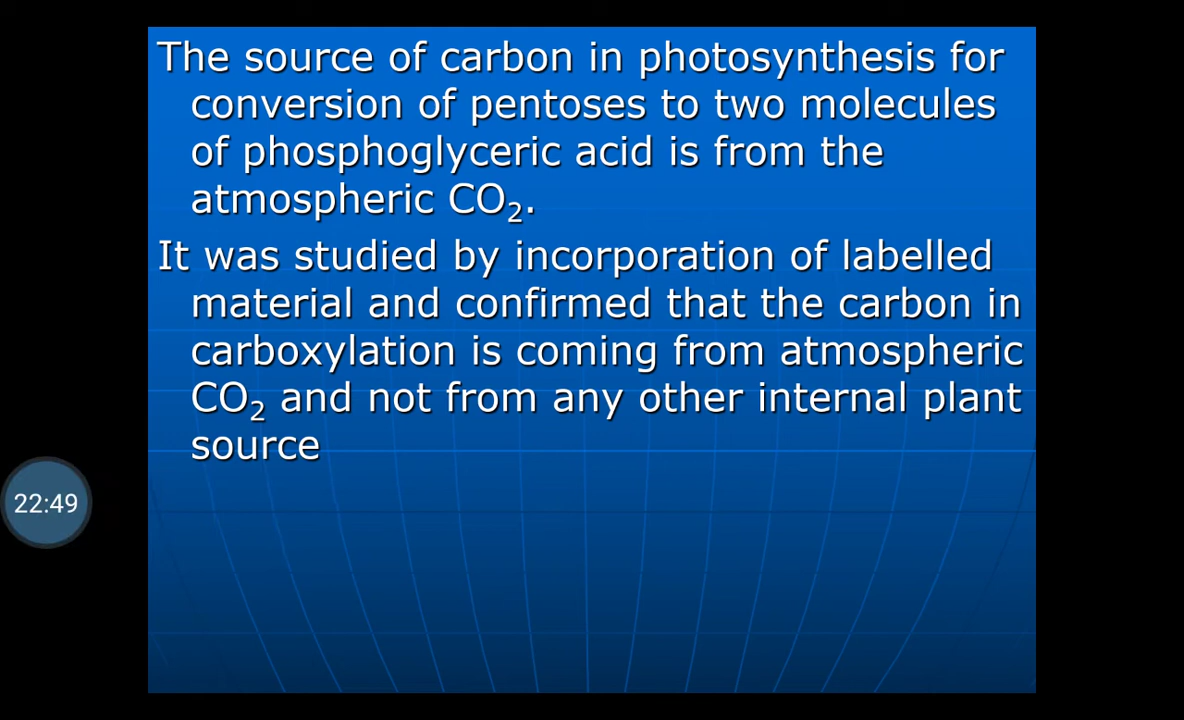 The source of carbon in photosynthesis for
conversion of pentoses to two molecules
of phosphoglyceric acid is from the
atmospheric CO₂.
It was studied by incorporation of labelled
material and confirmed that the carbon in
carboxylation is coming from atmospheric
CO₂ and not from any other internal plant
source
22:49